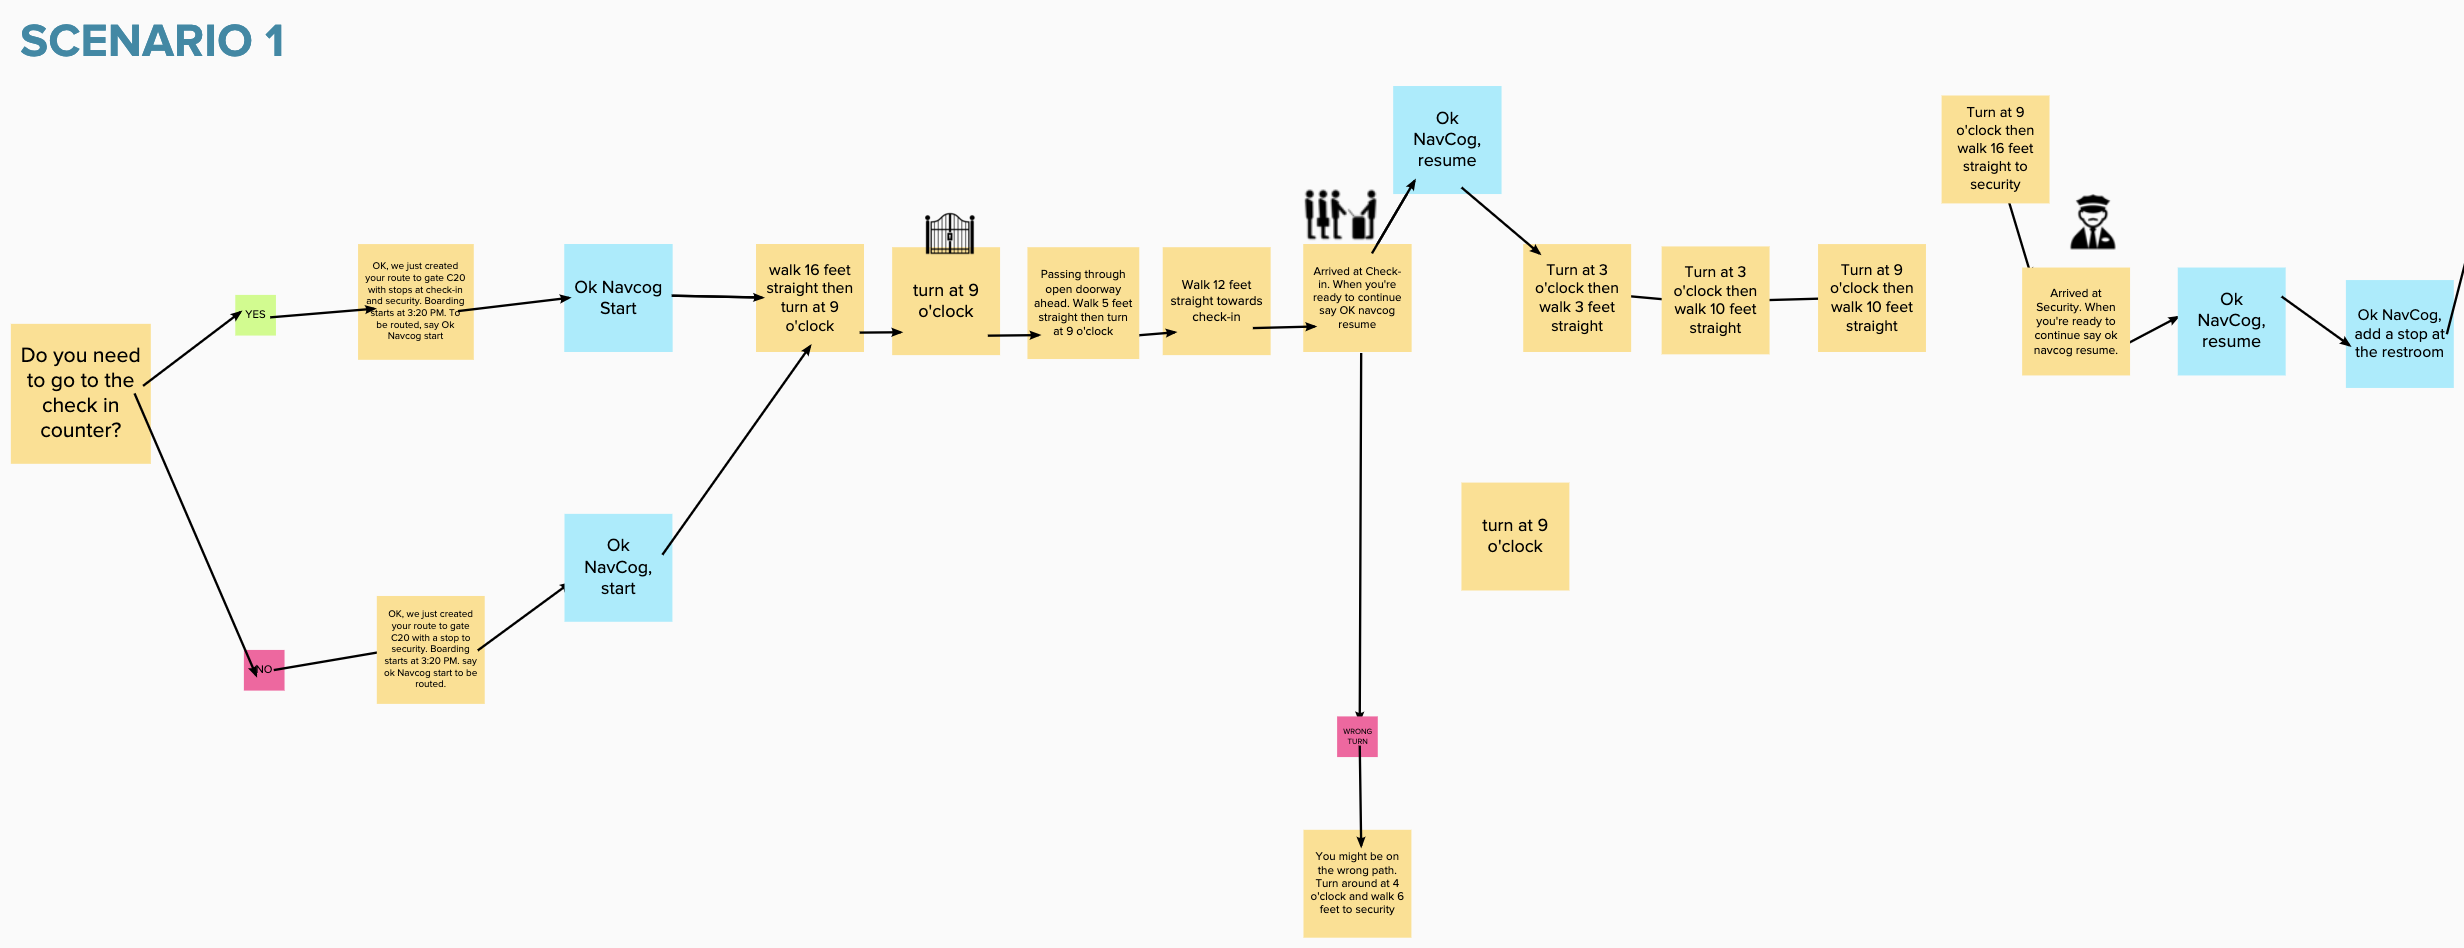 SCENARIO 1
Do you need
to go to the
check in
counter?
YES
OK, we just created
your route to gate C20
with stops at check-in
and security. Boarding
starts at 3:20 PM. To
be routed, say Ok
Navcog start
Ok Navcog
Start
NO
OK, we just created
your route to gate
C20 with a stop to
security. Boarding
starts at 3:20 PM. say
ok Navcog start to be
routed.
Ok
NavCog,
start
walk 16 feet
straight then
turn at 9
o'clock
turn at 9
o'clock
Passing through
open doorway
ahead. Walk 5 feet
straight then turn
at 9 o'clock
Walk 12 feet
straight towards
check-in
Arrived at Check-
in. When you're
ready to continue
say OK navcog
resume
Ok
NavCog,
resume
Turn at 3
o'clock then
walk 3 feet
straight
Turn at 3
o'clock then
walk 10 feet
straight
Turn at 9
o'clock then
walk 10 feet
straight
turn at 9
o'clock
WRONG
TURN
You might be on
the wrong path.
Turn around at 4
o'clock and walk 6
feet to security
Turn at 9
o'clock then
walk 16 feet
straight to
security
Arrived at
Security. When
you're ready to
continue say ok
navcog resume.
Ok
NavCog,
resume
Ok NavCog,
add a stop at
the restroom